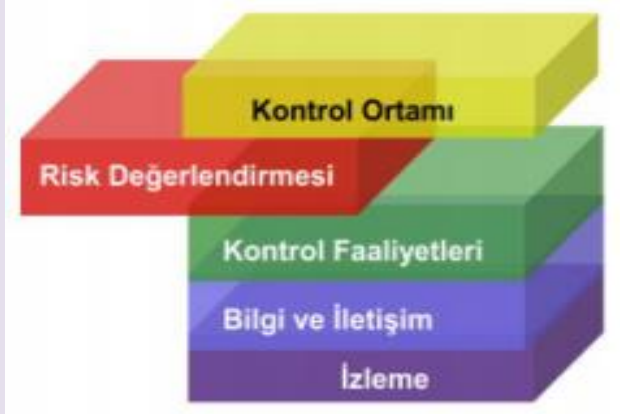 Kontrol Ortamı
Risk Değerlendirmesi
Kontrol Faaliyetleri
Bilgi ve İletişim
İzleme